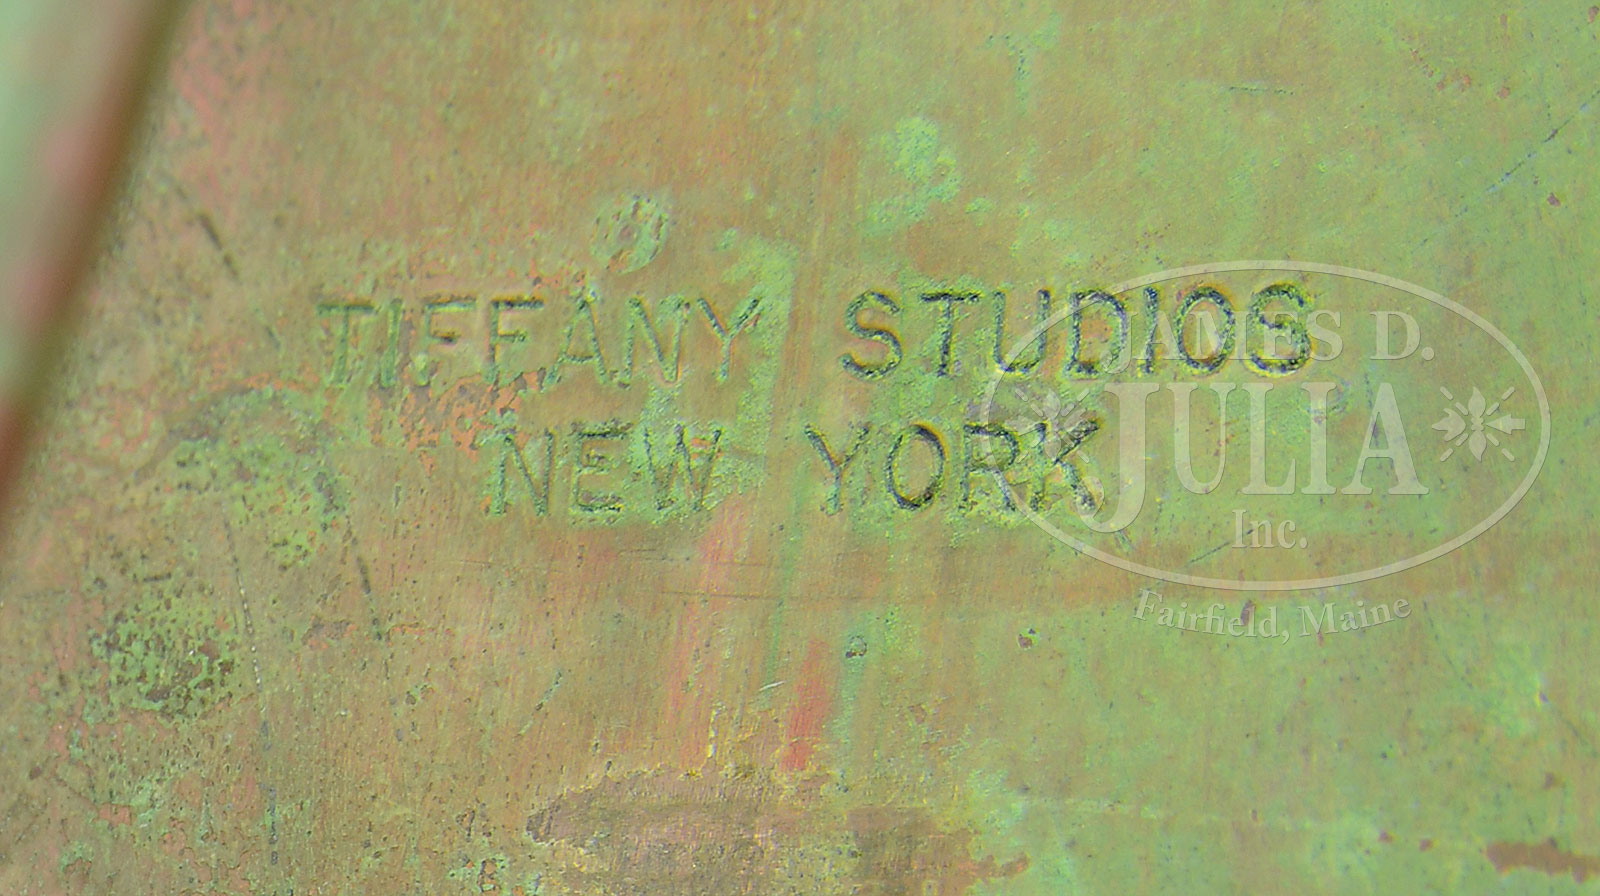 TIFFANY STUDIOS
NEW YORK
JAMES D.
JULIA
Inc.
Fairfield, Maine